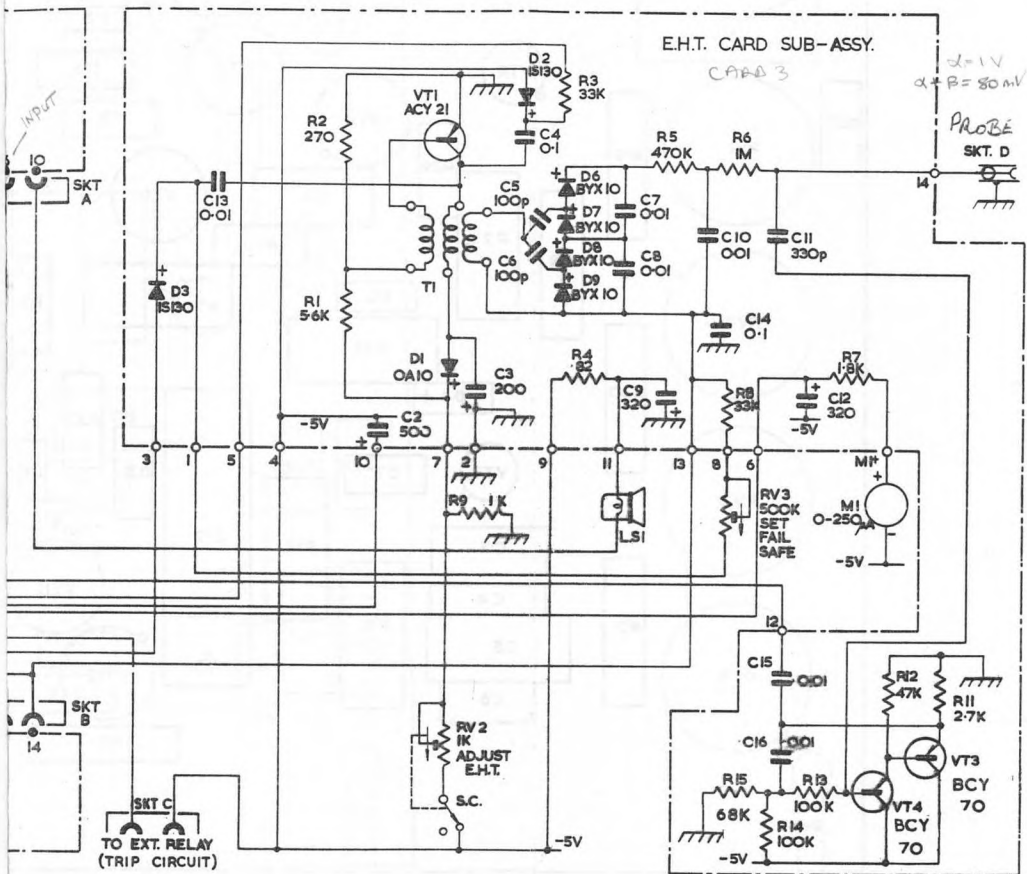 E.H.T. CARD SUB-ASSY.
CARD 3
α=1V
α+β=80mV
PROBE
SKT. D
14
INPUT
10
SKT
A
C13
0·01
R2
270
VT1
ACY 21
D2
1S130
R3
33K
C4
0·1
C5
100p
C6
100p
D6
BYX10
D7
BYX10
D8
BYX10
D9
BYX10
C7
0·01
C8
0·01
R5
470K
R6
1M
C10
0·01
C11
330p
C14
0·1
D3
1S130
R1
5·6K
T1
D1
OA10
C3
200
-5V
C2
500
R4
82
C9
320
R8
33K
R7
1·8K
C12
320
-5V
3
1
5
4
10
7
2
9
11
13
8
6
M1+
R9 1K
L.S1
RV3
500K
SET
FAIL
SAFE
M1
0-250µA
-5V
12
SKT
B
14
RV2
1K
ADJUST
E.H.T.
S.C.
-5V
SKT C
TO EXT. RELAY
(TRIP CIRCUIT)
C15
0·01
C16
0·01
R15
68K
R13
100K
R14
100K
-5V
R12
47K
R11
2·7K
VT3
BCY
70
VT4
BCY
70